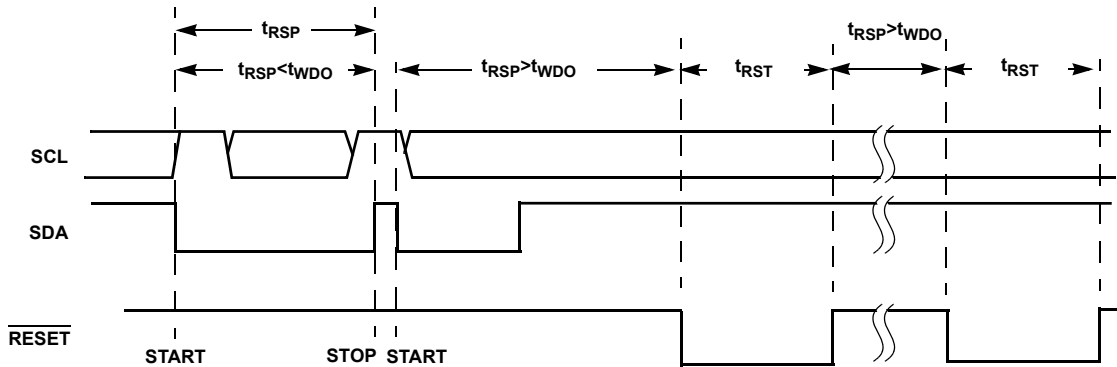 tRSP
tRSP<tWDO
tRSP>tWDO
tRST
tRSP>tWDO
tRST
SCL
SDA
RESET
START
STOP
START